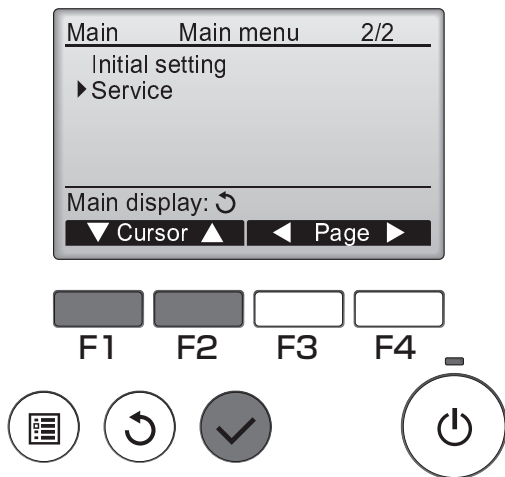 Main Main menu 2/2
Initial setting
Service
Main display:
Cursor Page
F1 F2 F3 F4